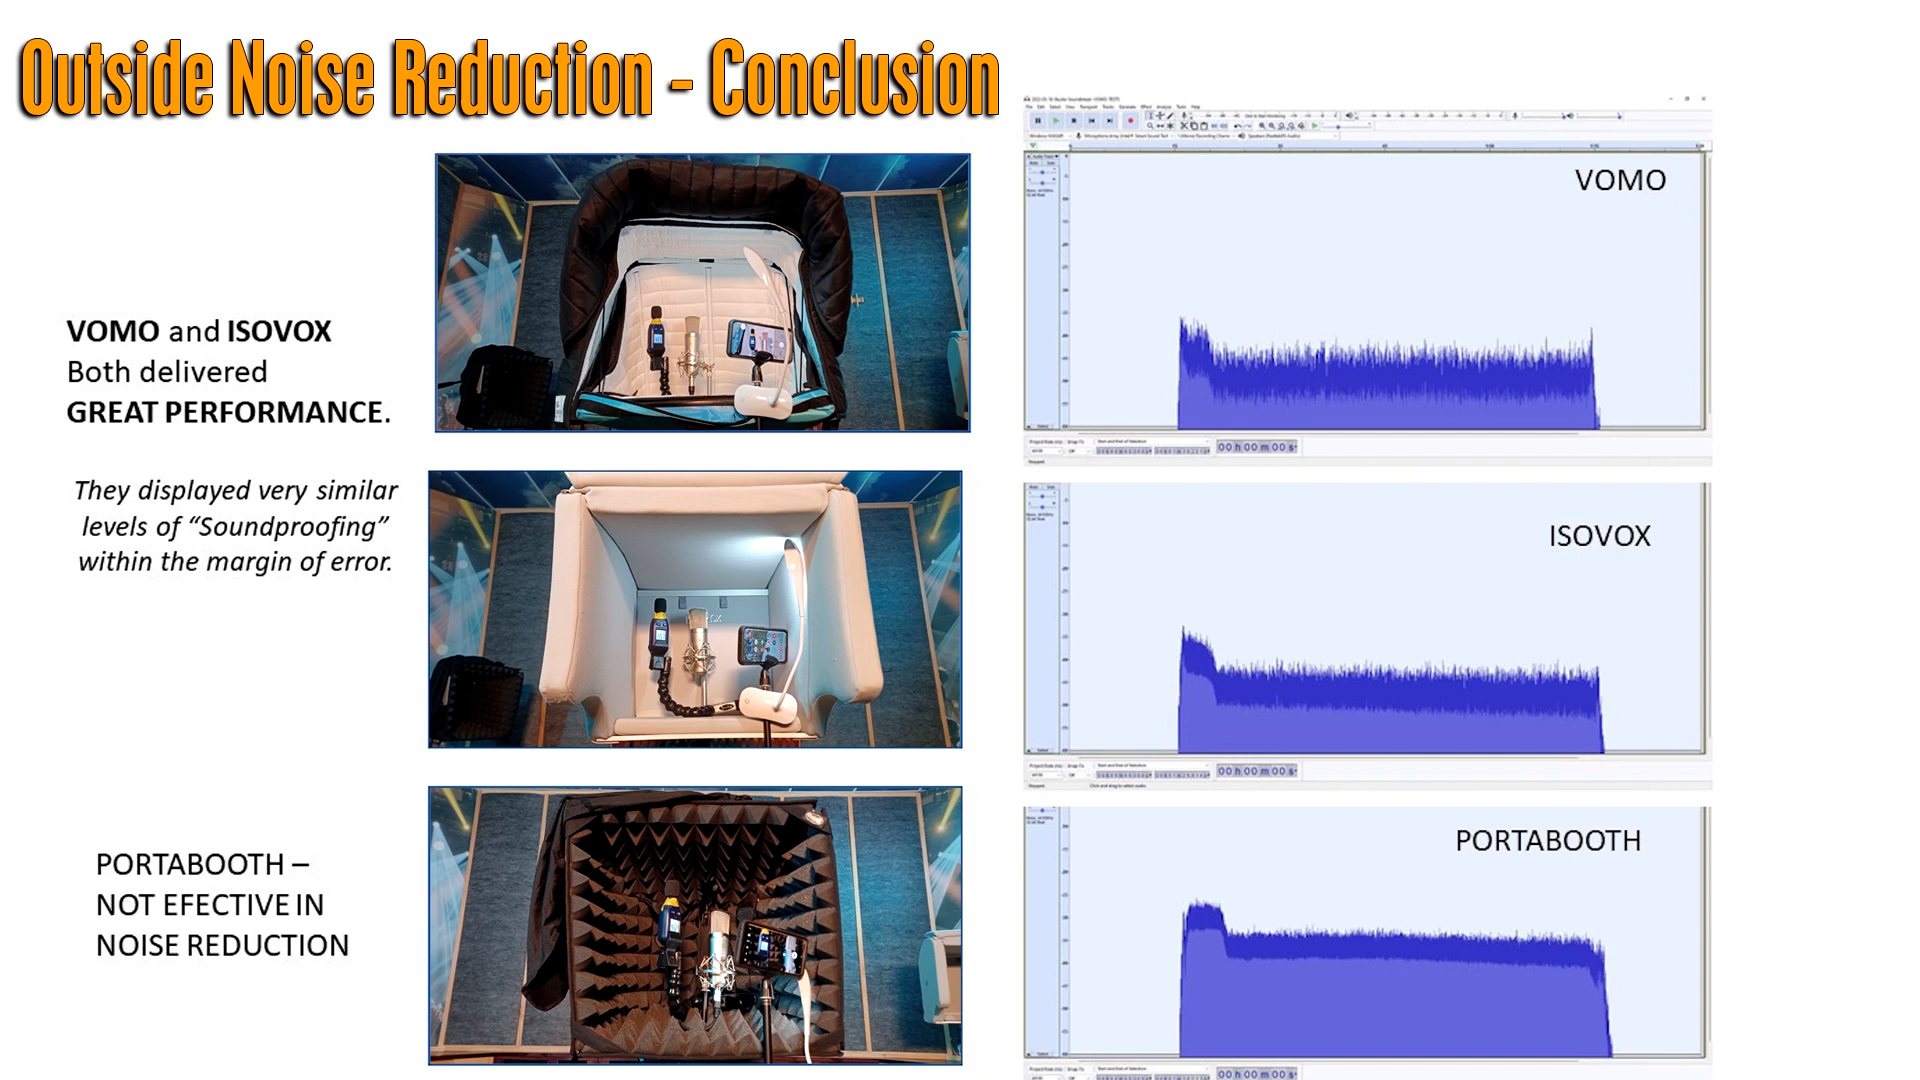 Outside Noise Reduction - Conclusion
VOMO and ISOVOX
Both delivered
GREAT PERFORMANCE.
They displayed very similar
levels of “Soundproofing”
within the margin of error.
PORTABOOTH –
NOT EFECTIVE IN
NOISE REDUCTION
VOMO
00 h 00 m 00 s
ISOVOX
00 h 00 m 00 s
PORTABOOTH
00 h 00 m 00 s